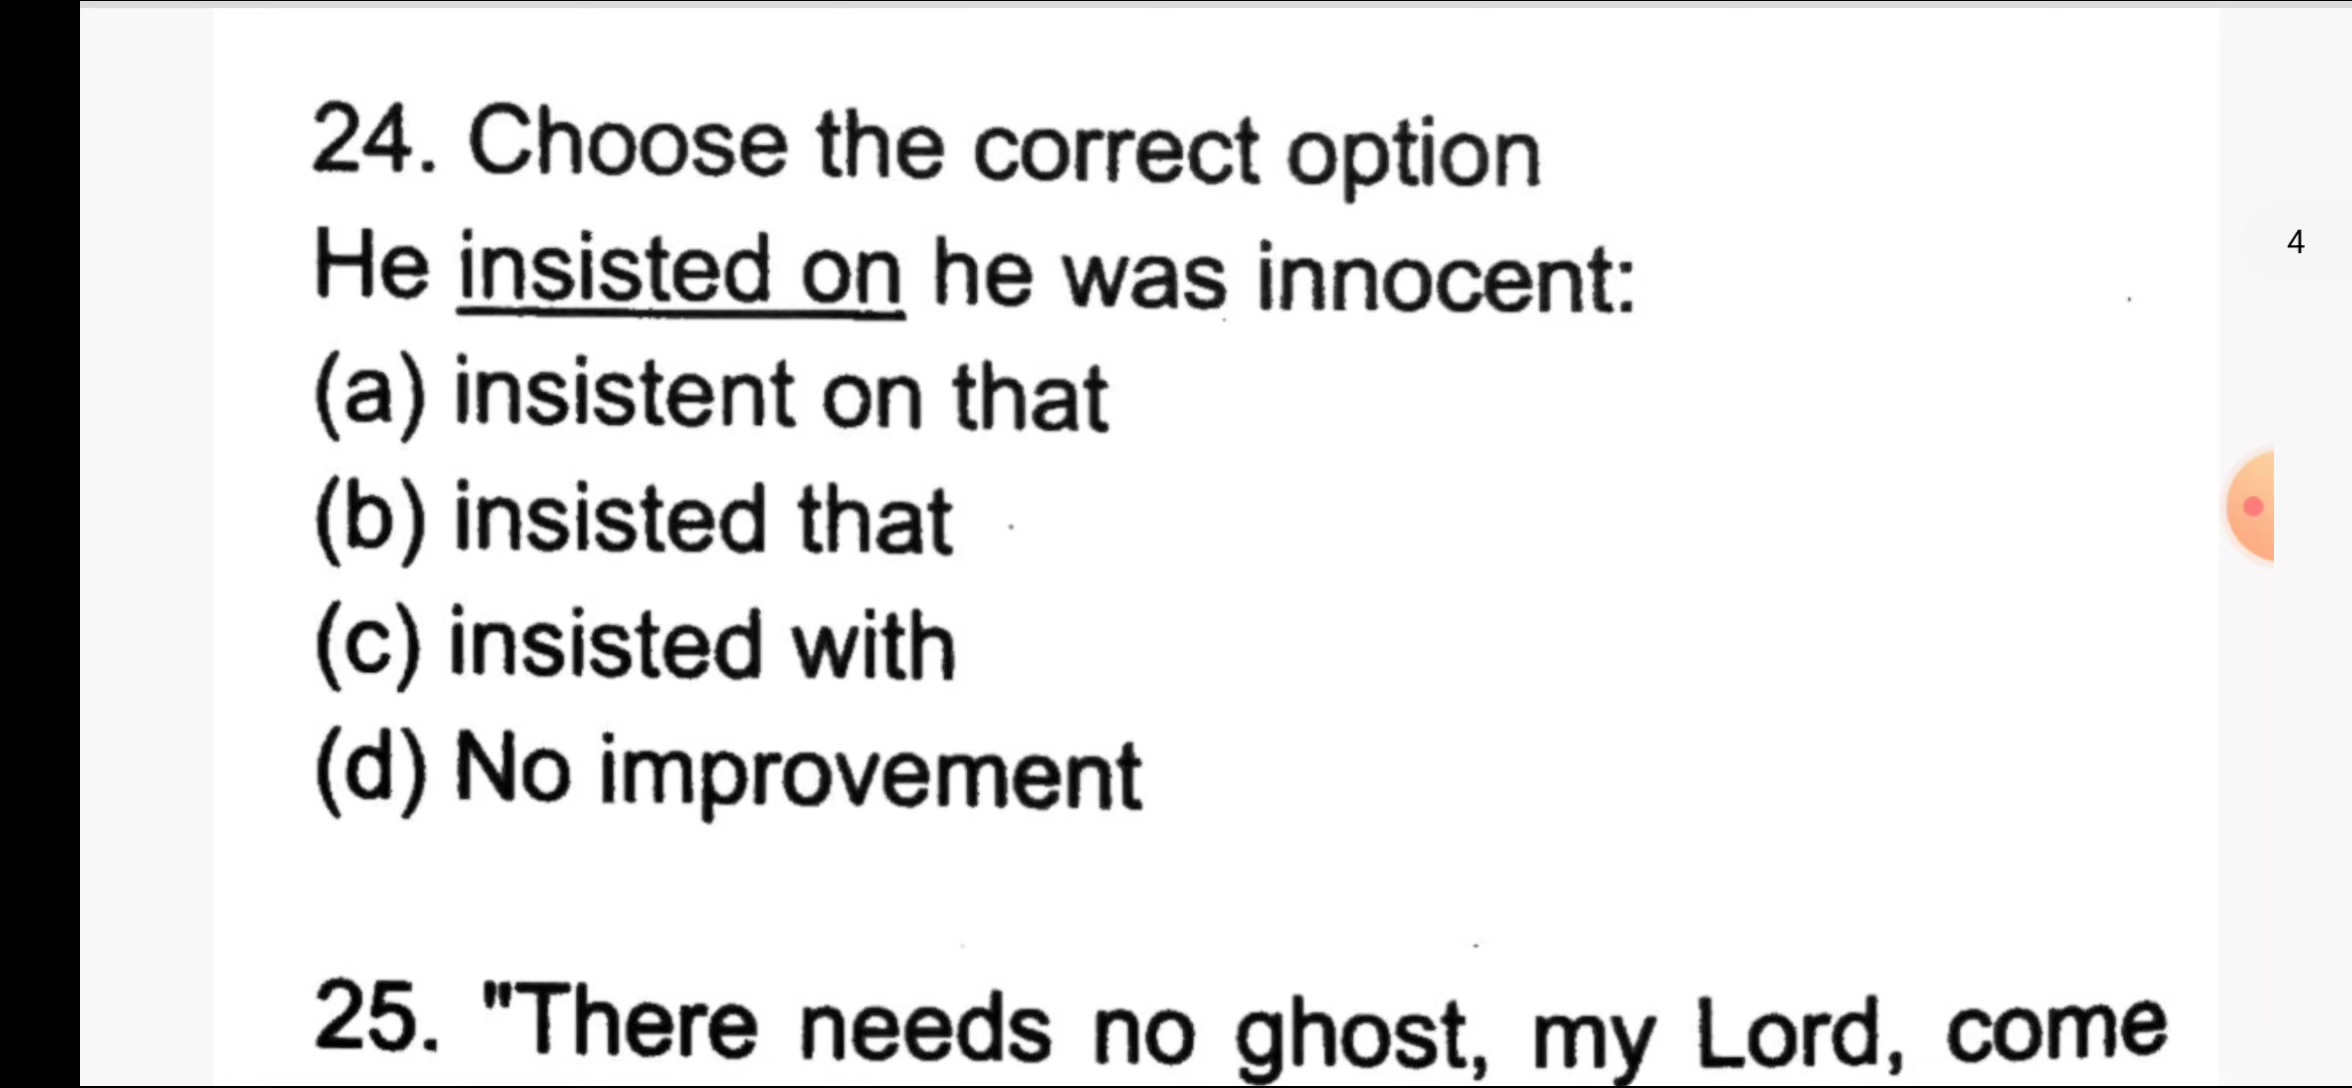 24. Choose the correct option
He insisted on he was innocent:
4
(a) insistent on that
(b) insisted that
(c) insisted with
(d) No improvement
25. "There needs no ghost, my Lord, come